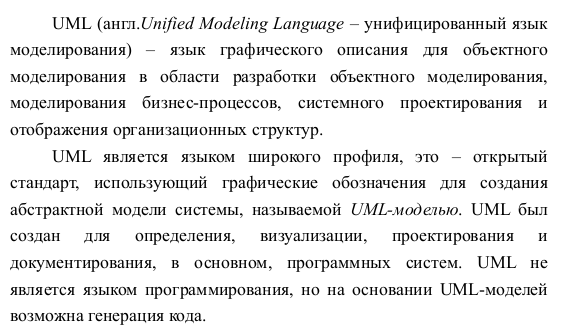 UML (англ.Unified Modeling Language – унифицированный язык
моделирования) – язык графического описания для объектного
моделирования в области разработки объектного моделирования,
моделирования бизнес-процессов, системного проектирования и
отображения организационных структур.
UML является языком широкого профиля, это – открытый
стандарт, использующий графические обозначения для создания
абстрактной модели системы, называемой UML-моделью. UML был
создан для определения, визуализации, проектирования и
документирования, в основном, программных систем. UML не
является языком программирования, но на основании UML-моделей
возможна генерация кода.